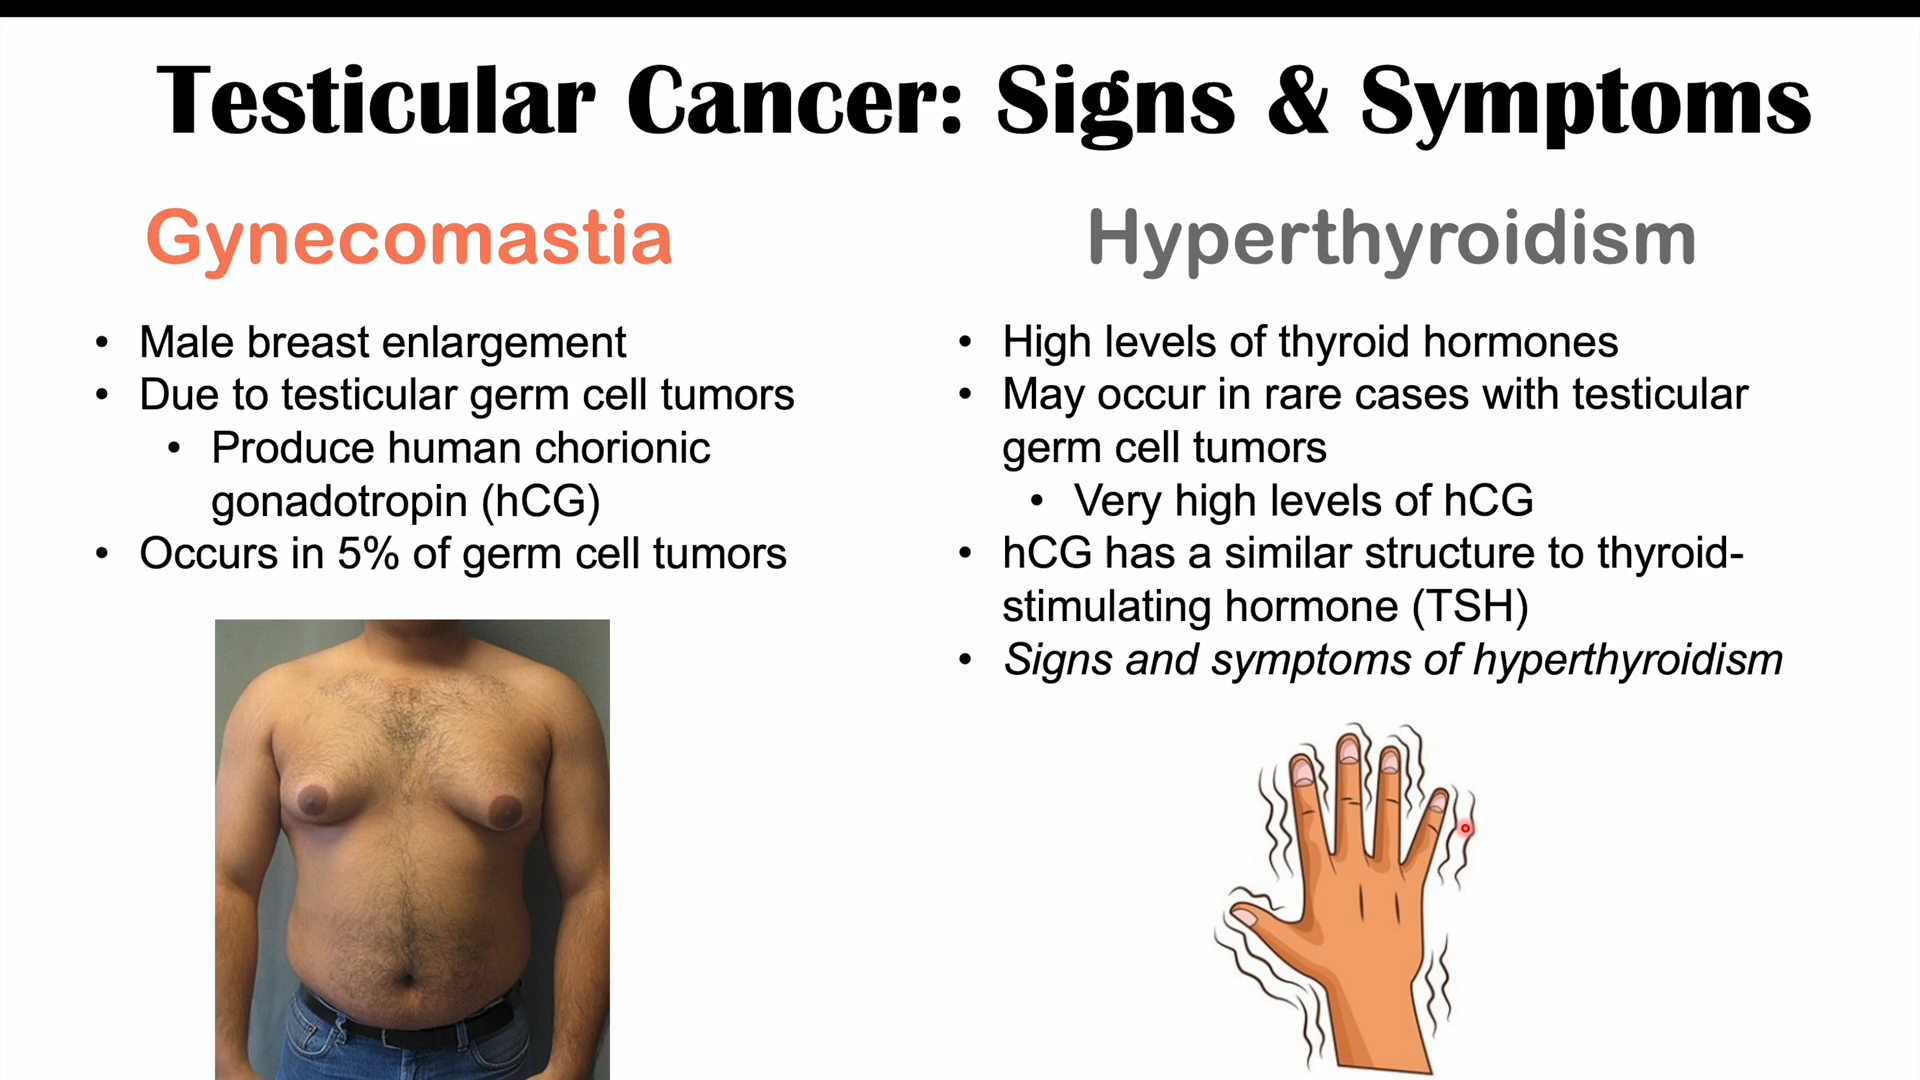 Testicular Cancer: Signs & Symptoms
Gynecomastia
• Male breast enlargement
• Due to testicular germ cell tumors
• Produce human chorionic
gonadotropin (hCG)
• Occurs in 5% of germ cell tumors
Hyperthyroidism
• High levels of thyroid hormones
• May occur in rare cases with testicular
germ cell tumors
• Very high levels of hCG
• hCG has a similar structure to thyroid-
stimulating hormone (TSH)
• Signs and symptoms of hyperthyroidism